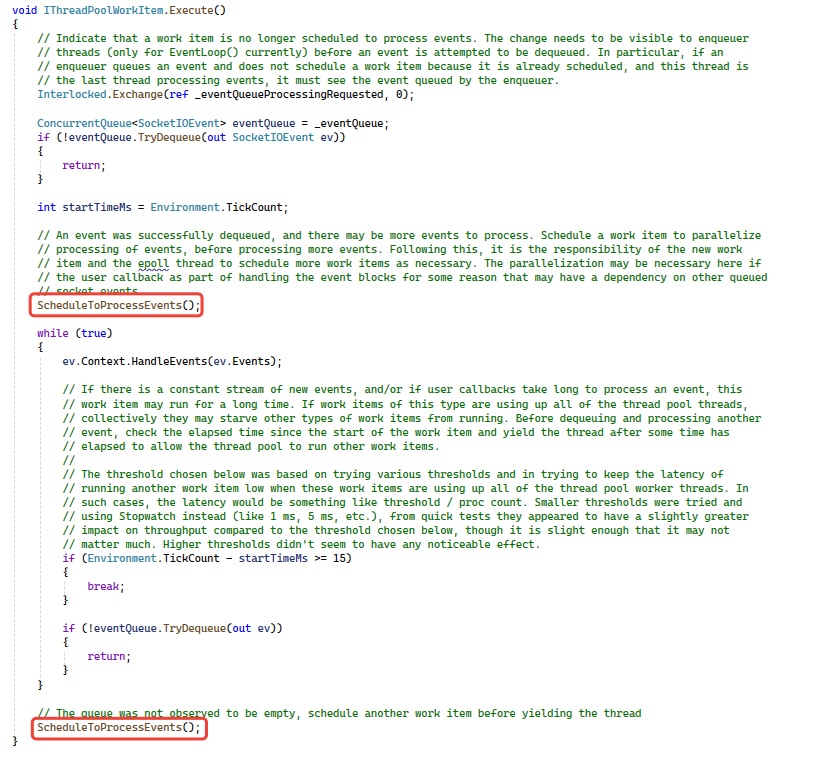 void IThreadPoolWorkItem.Execute()
{
// Indicate that a work item is no longer scheduled to process events. The change needs to be visible to enqueuer
// threads (only for EventLoop() currently) before an event is attempted to be dequeued. In particular, if an
// enqueuer queues an event and does not schedule a work item because it is already scheduled, and this thread is
// the last thread processing events, it must see the event queued by the enqueuer.
Interlocked.Exchange(ref _eventQueueProcessingRequested, 0);
ConcurrentQueue<SocketIOEvent> eventQueue = _eventQueue;
if (!eventQueue.TryDequeue(out SocketIOEvent ev))
{
return;
}
int startTimeMs = Environment.TickCount;
// An event was successfully dequeued, and there may be more events to process. Schedule a work item to parallelize
// processing of events, before processing more events. Following this, it is the responsibility of the new work
// item and the epoll thread to schedule more work items as necessary. The parallelization may be necessary here if
// the user callback as part of handling the event blocks for some reason that may have a dependency on other queued
// socket events.
ScheduleToProcessEvents();
while (true)
{
ev.Context.HandleEvents(ev.Events);
// If there is a constant stream of new events, and/or if user callbacks take long to process an event, this
// work item may run for a long time. If work items of this type are using up all of the thread pool threads,
// collectively they may starve other types of work items from running. Before dequeuing and processing another
// event, check the elapsed time since the start of the work item and yield the thread after some time has
// elapsed to allow the thread pool to run other work items.
//
// The threshold chosen below was based on trying various thresholds and in trying to keep the latency of
// running another work item low when these work items are using up all of the thread pool worker threads. In
// such cases, the latency would be something like threshold / proc count. Smaller thresholds were tried and
// using Stopwatch instead (like 1 ms, 5 ms, etc.), from quick tests they appeared to have a slightly greater
// impact on throughput compared to the threshold chosen below, though it is slight enough that it may not
// matter much. Higher thresholds didn't seem to have any noticeable effect.
if (Environment.TickCount - startTimeMs >= 15)
{
break;
}
if (!eventQueue.TryDequeue(out ev))
{
return;
}
}
// The queue was not observed to be empty, schedule another work item before yielding the thread
ScheduleToProcessEvents();
}